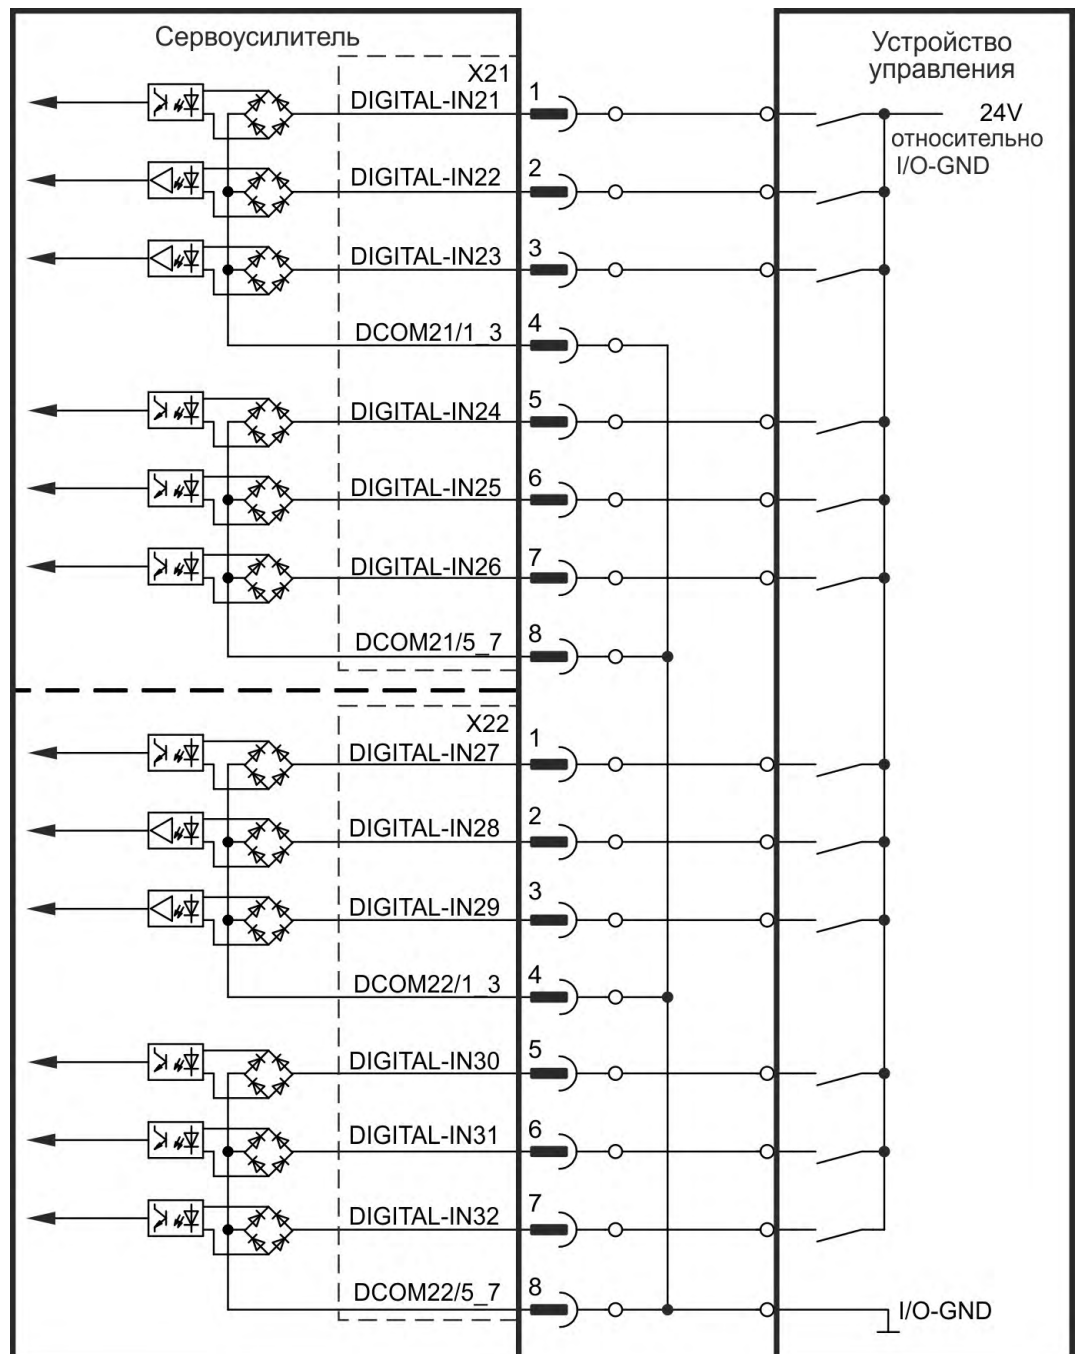 Сервоусилитель
Устройство
управления
X21
DIGITAL-IN21
1
24V
относительно
I/O-GND
DIGITAL-IN22
2
DIGITAL-IN23
3
DCOM21/1_3
4
DIGITAL-IN24
5
DIGITAL-IN25
6
DIGITAL-IN26
7
DCOM21/5_7
8
X22
DIGITAL-IN27
1
DIGITAL-IN28
2
DIGITAL-IN29
3
DCOM22/1_3
4
DIGITAL-IN30
5
DIGITAL-IN31
6
DIGITAL-IN32
7
DCOM22/5_7
8
I/O-GND